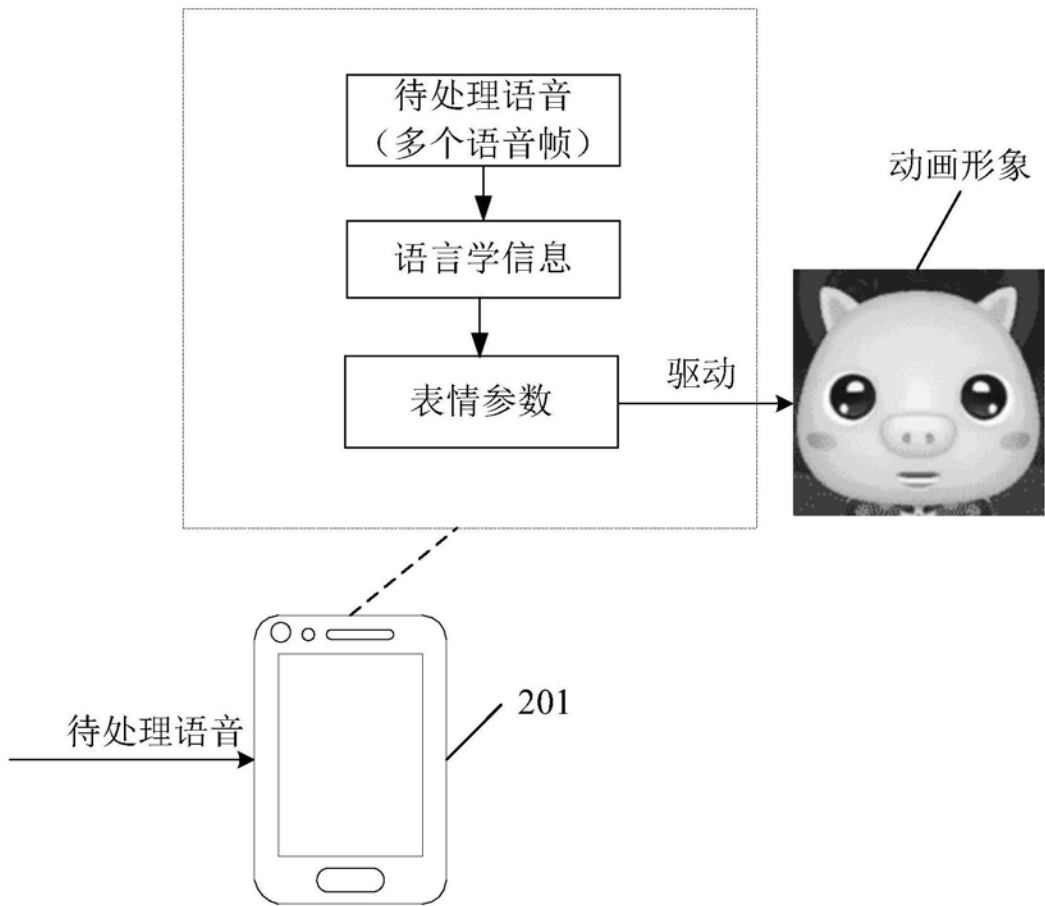 待处理语音
（多个语音帧）
语言学信息
表情参数
驱动
动画形象
待处理语音
201